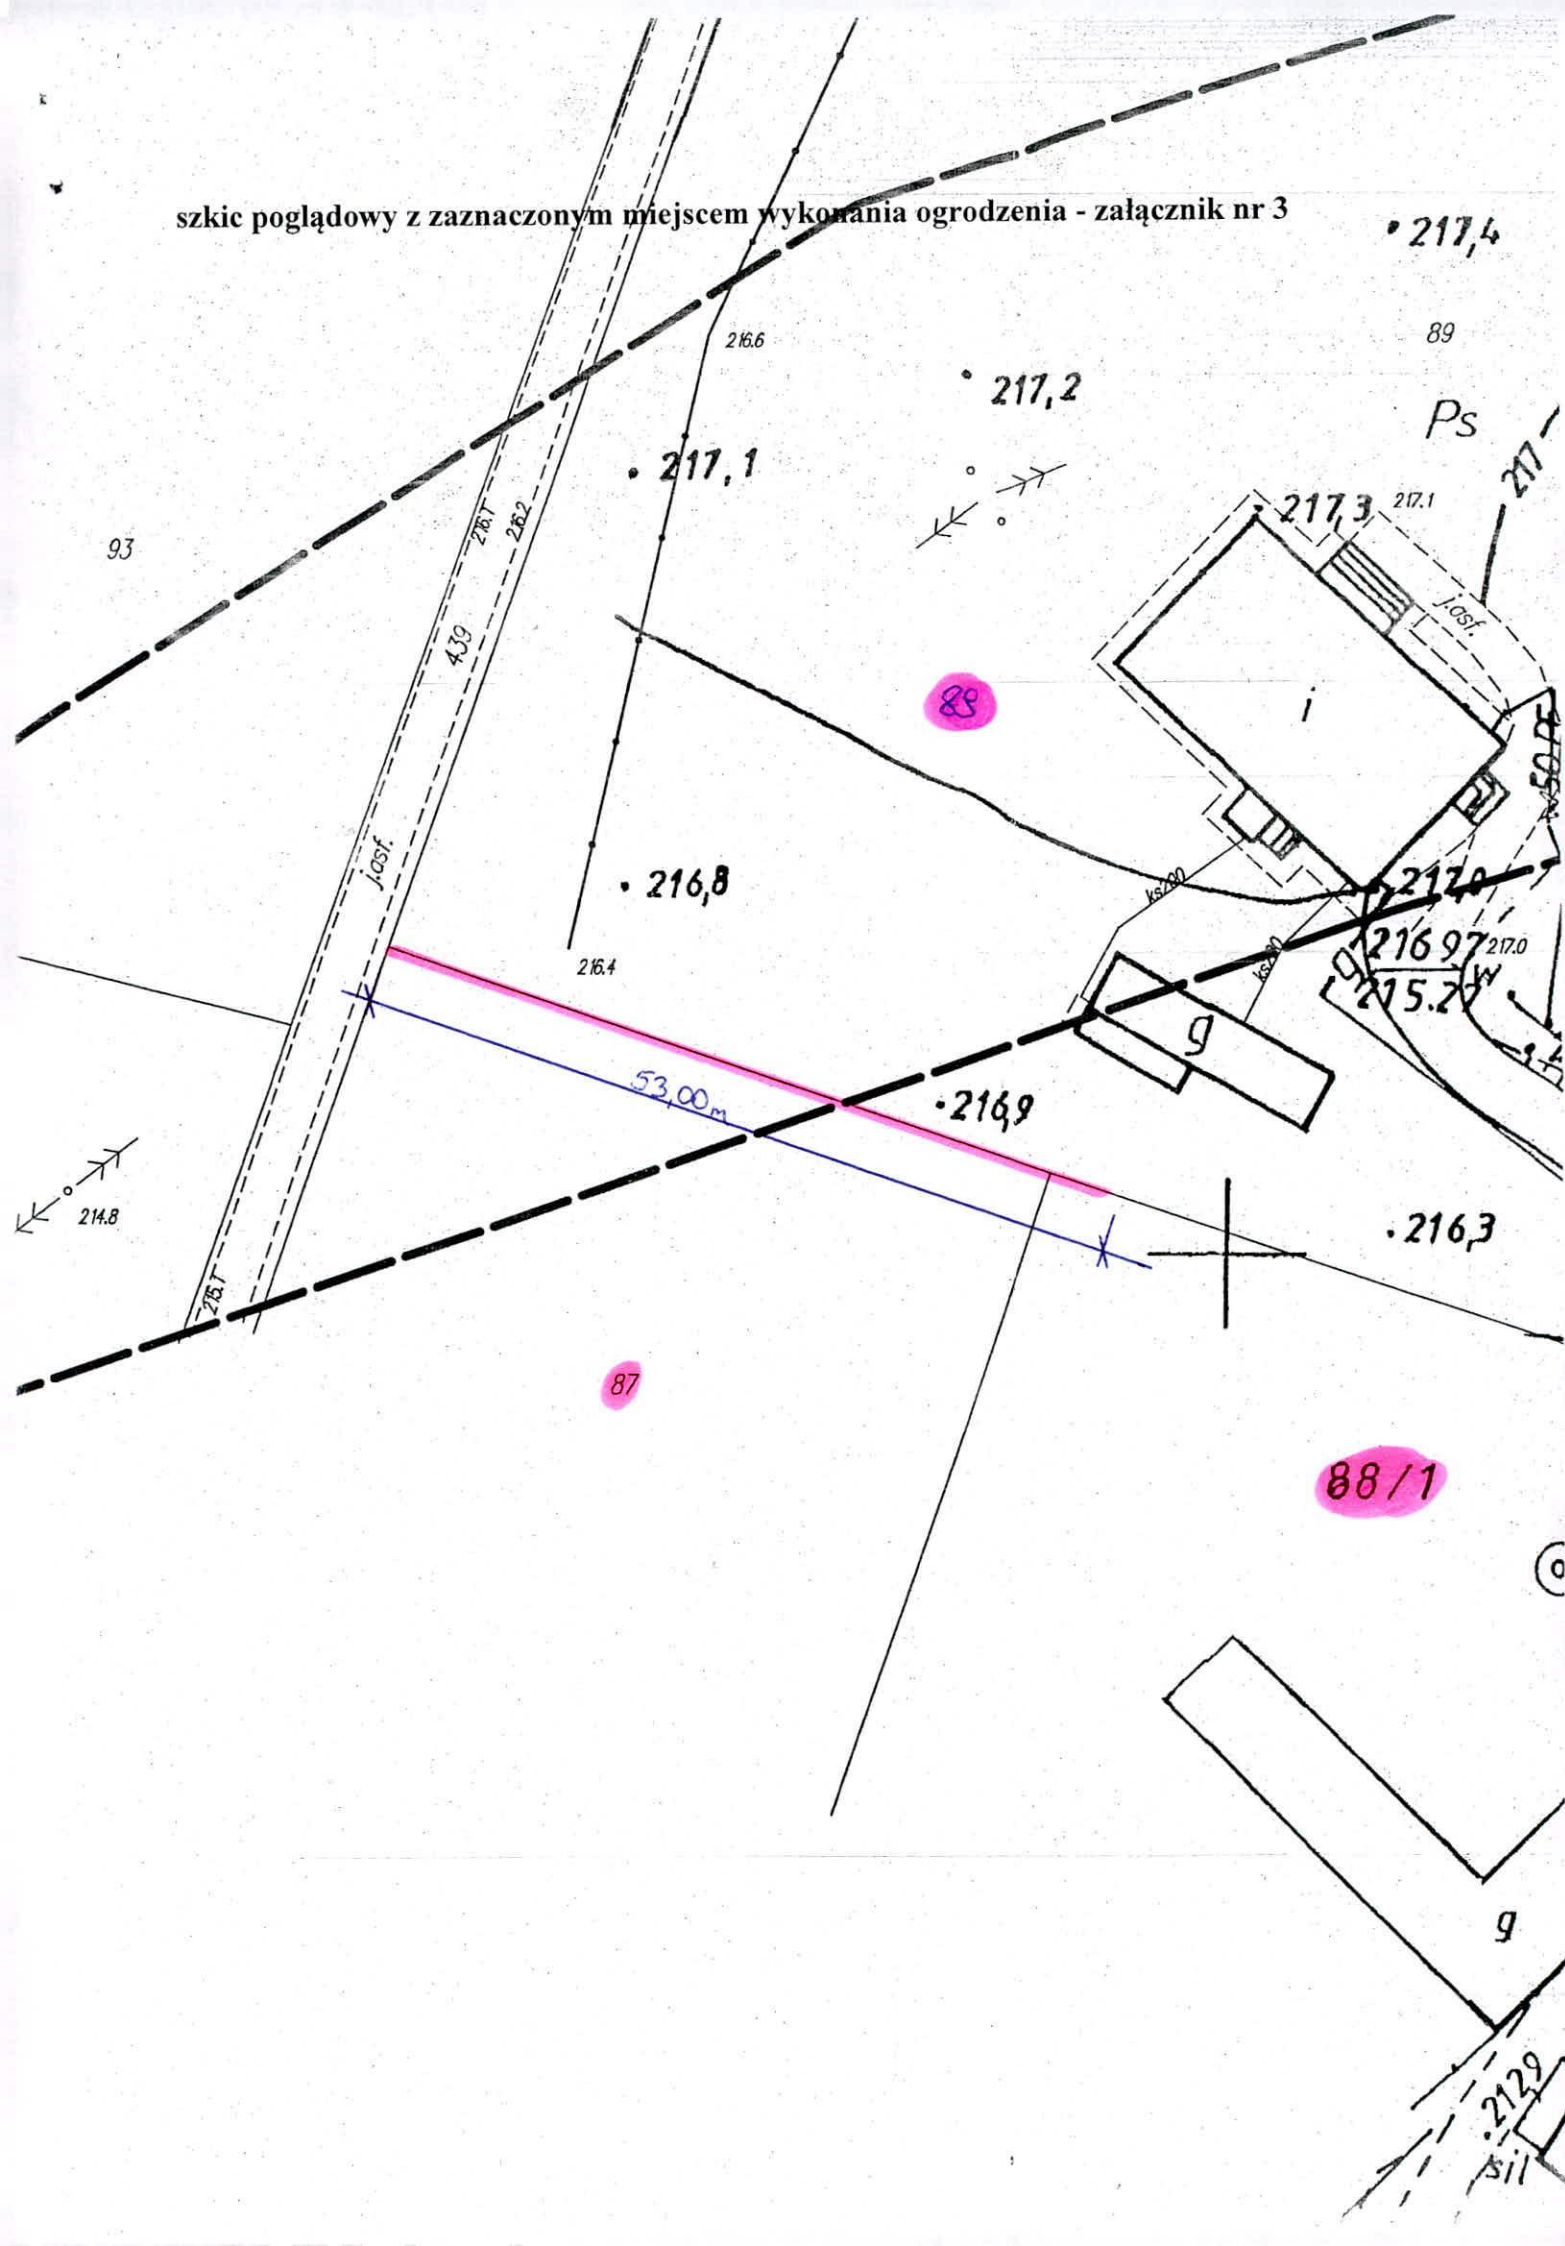 szkic poglądowy z zaznaczonym miejscem wykonania ogrodzenia - załącznik nr 3
217,4
216.6
89
217,2
Ps
217,1
217
217,3
217.1
216.1
216.2
93
j.asf.
439
89
i
j.asf.
216,8
ks200
217,0
216.4
ks200
g
216 97
217.0
215.27
w
g
53,00m
216,9
214.8
216,3
215.1
87
88/1
g
212,9
sil